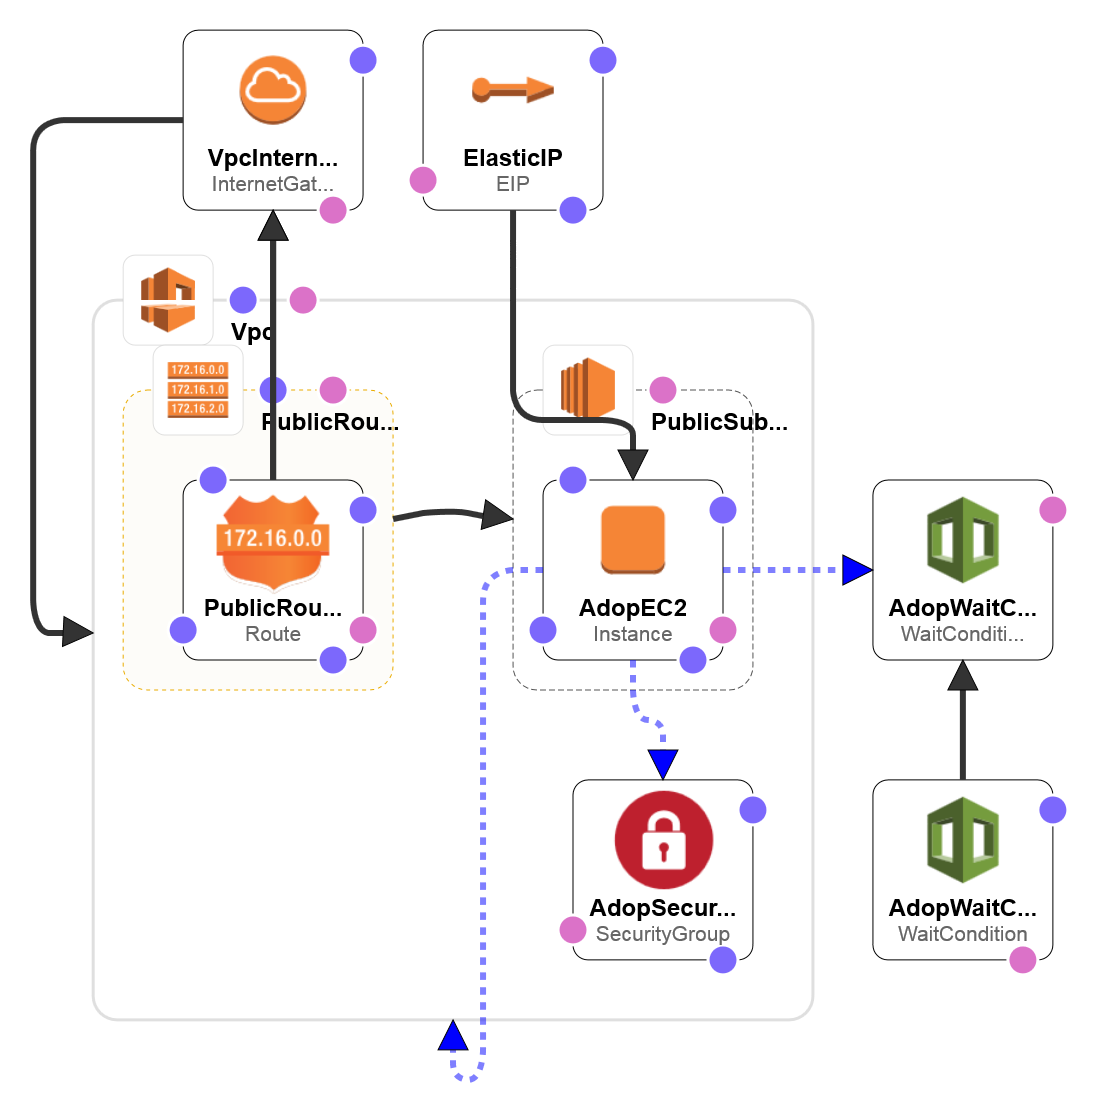 VpcIntern...
InternetGat...
ElasticIP
EIP
Vpc
172.16.0.0
172.16.1.0
172.16.2.0
PublicRou...
PublicSub...
172.16.0.0
PublicRou...
Route
AdopEC2
Instance
AdopWaitC...
WaitConditi...
AdopSecur...
SecurityGroup
AdopWaitC...
WaitCondition